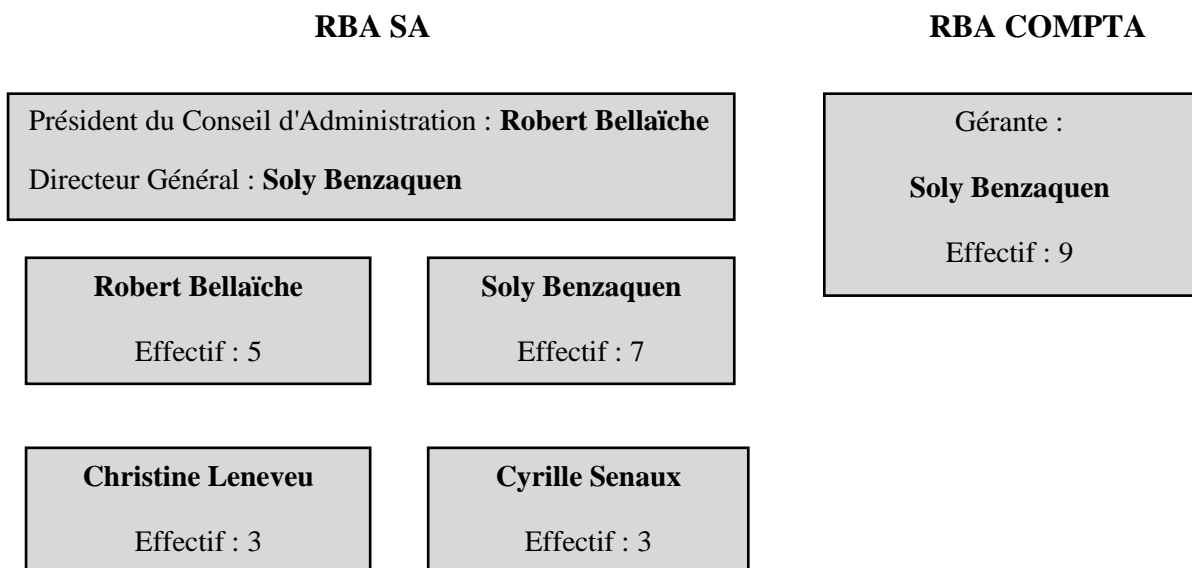 RBA SA
RBA COMPTA
Président du Conseil d'Administration : Robert Bellaïche
Directeur Général : Soly Benzaquen
Gérante :
Soly Benzaquen
Effectif : 9
Robert Bellaïche
Effectif : 5
Soly Benzaquen
Effectif : 7
Christine Leneveu
Effectif : 3
Cyrille Senaux
Effectif : 3